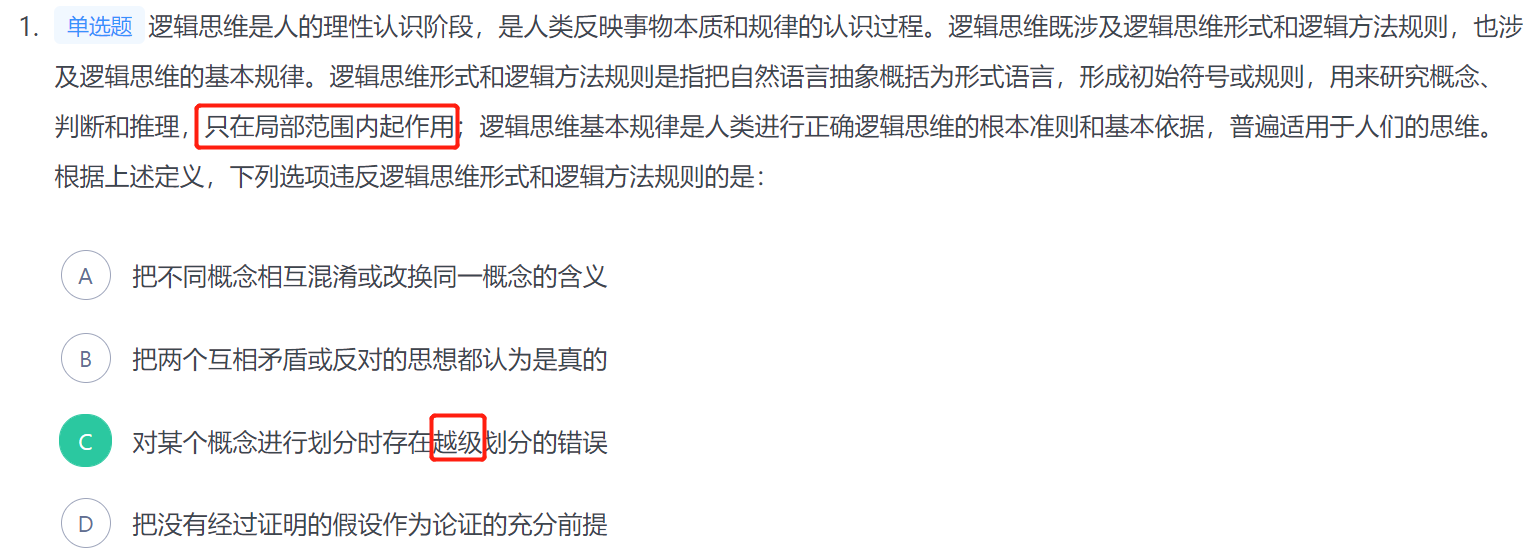 1. 单选题 逻辑思维是人的理性认识阶段，是人类反映事物本质和规律的认识过程。逻辑思维既涉及逻辑思维形式和逻辑方法规则，也涉
及逻辑思维的基本规律。逻辑思维形式和逻辑方法规则是指把自然语言抽象概括为形式语言，形成初始符号或规则，用来研究概念、
判断和推理，只在局部范围内起作用；逻辑思维基本规律是人类进行正确逻辑思维的根本准则和基本依据，普遍适用于人们的思维。
根据上述定义，下列选项违反逻辑思维形式和逻辑方法规则的是：
A 把不同概念相互混淆或改换同一概念的含义
B 把两个互相矛盾或反对的思想都认为是真的
C 对某个概念进行划分时存在越级划分的错误
D 把没有经过证明的假设作为论证的充分前提